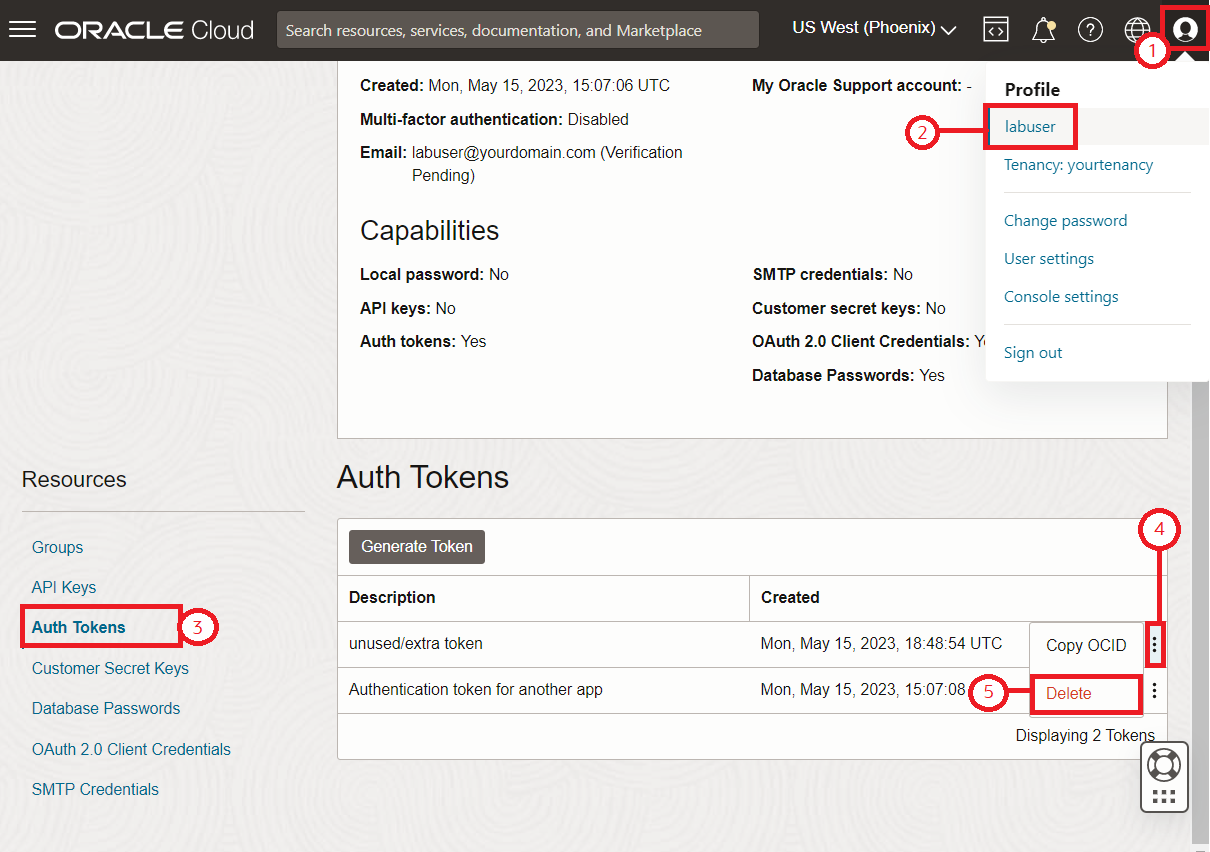 ORACLE Cloud
Search resources, services, documentation, and Marketplace
US West (Phoenix)
1
Created: Mon, May 15, 2023, 15:07:06 UTC
My Oracle Support account: -
Multi-factor authentication: Disabled
Email: labuser@yourdomain.com (Verification
Pending)
Profile
2
labuser
Tenancy: yourtenancy
Change password
User settings
Console settings
Sign out
Capabilities
Local password: No
SMTP credentials: No
API keys: No
Customer secret keys: No
Auth tokens: Yes
OAuth 2.0 Client Credentials:
Database Passwords: Yes
Resources
Groups
API Keys
Auth Tokens
3
Customer Secret Keys
Database Passwords
OAuth 2.0 Client Credentials
SMTP Credentials
Auth Tokens
4
Generate Token
Description
Created
unused/extra token
Mon, May 15, 2023, 18:48:54 UTC
Copy OCID
Authentication token for another app
Mon, May 15, 2023, 15:07:08
5
Delete
Displaying 2 Tokens